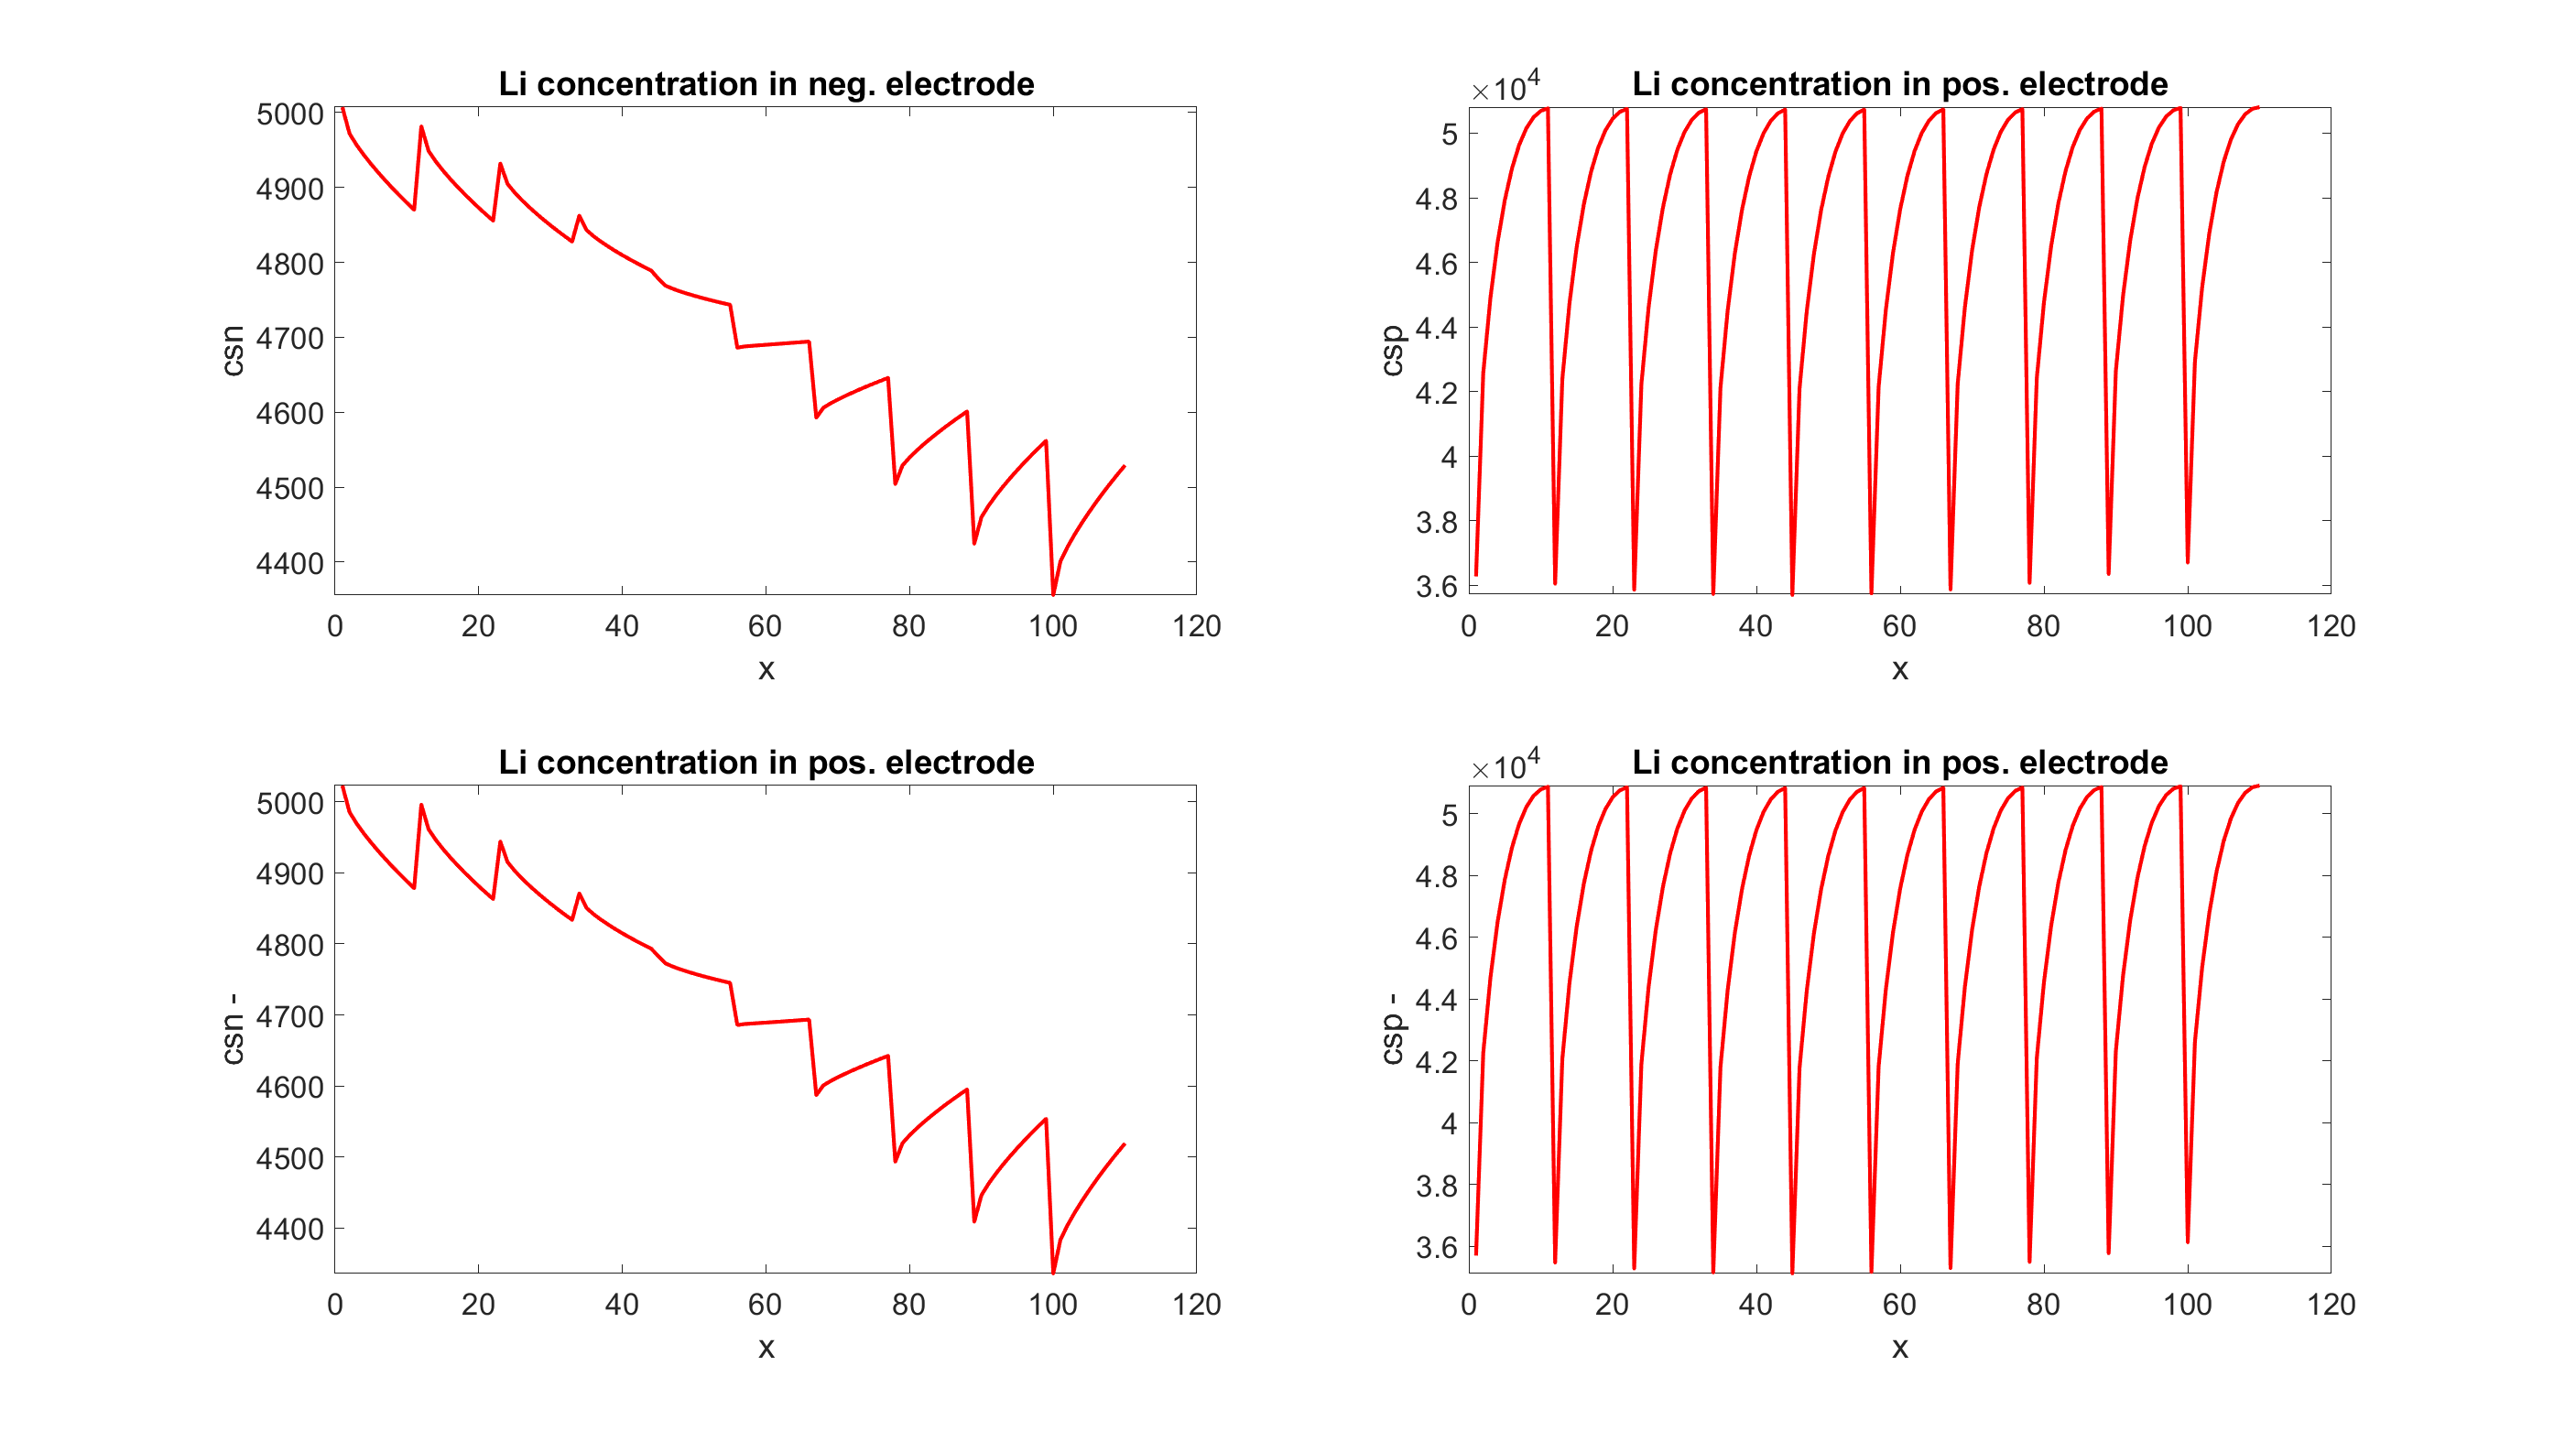 Li concentration in neg. electrode
5000
4900
4800
4700
4600
4500
4400
csn
0 20 40 60 80 100 120
x
Li concentration in pos. electrode
×10^4
5
4.8
4.6
4.4
4.2
4
3.8
3.6
csp
0 20 40 60 80 100 120
x
Li concentration in pos. electrode
5000
4900
4800
4700
4600
4500
4400
csn -
0 20 40 60 80 100 120
x
Li concentration in pos. electrode
×10^4
5
4.8
4.6
4.4
4.2
4
3.8
3.6
csp -
0 20 40 60 80 100 120
x